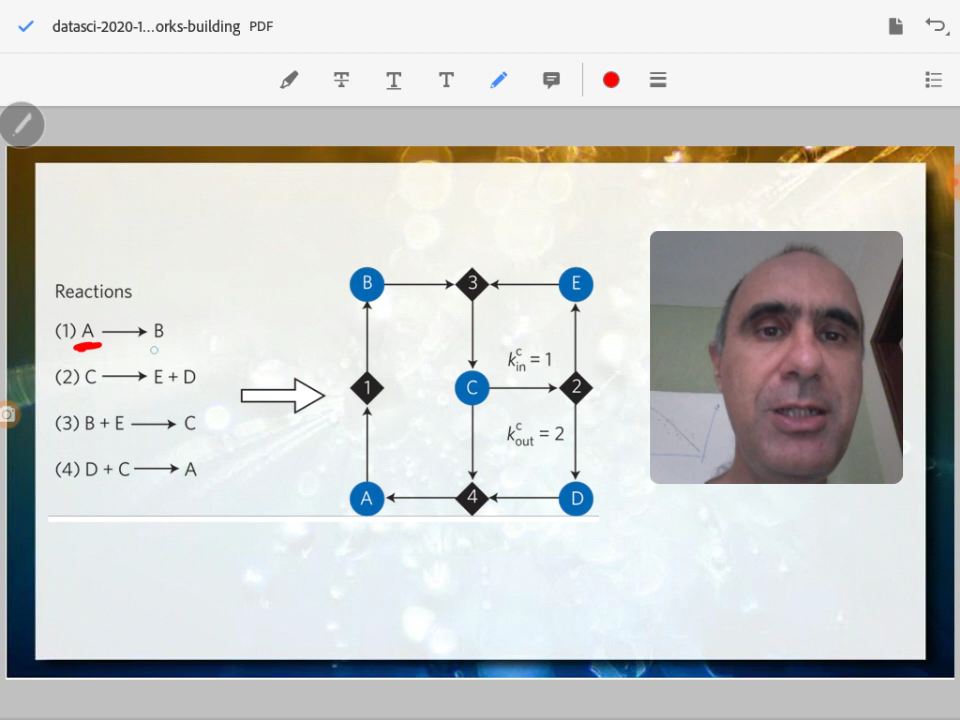 datasci-2020-1...orks-building PDF
Reactions
(1) A ⟶ B
(2) C ⟶ E + D
(3) B + E ⟶ C
(4) D + C ⟶ A
B 3 E
k^c_in = 1
1 C 2
k^c_out = 2
A 4 D